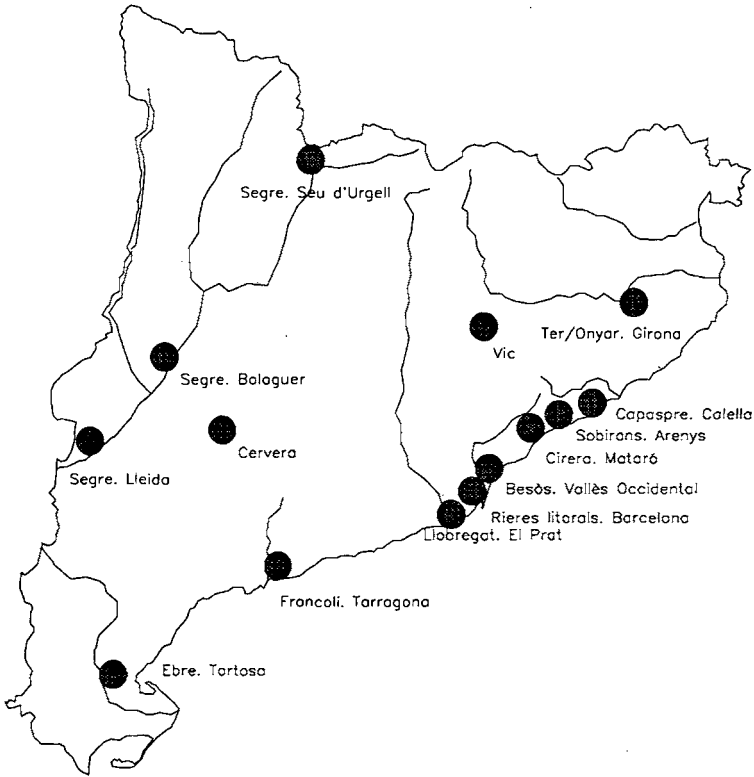 Segre. Seu d'Urgell
Ter/Onyar. Girona
Vic
Segre. Balaguer
Capaspre. Calella
Sobirans. Arenys
Cervera
Cirera. Mataró
Segre. Lleida
Besòs. Vallès Occidental
Rieres litorals. Barcelona
Llobregat. El Prat
Francolí. Tarragona
Ebre. Tortosa